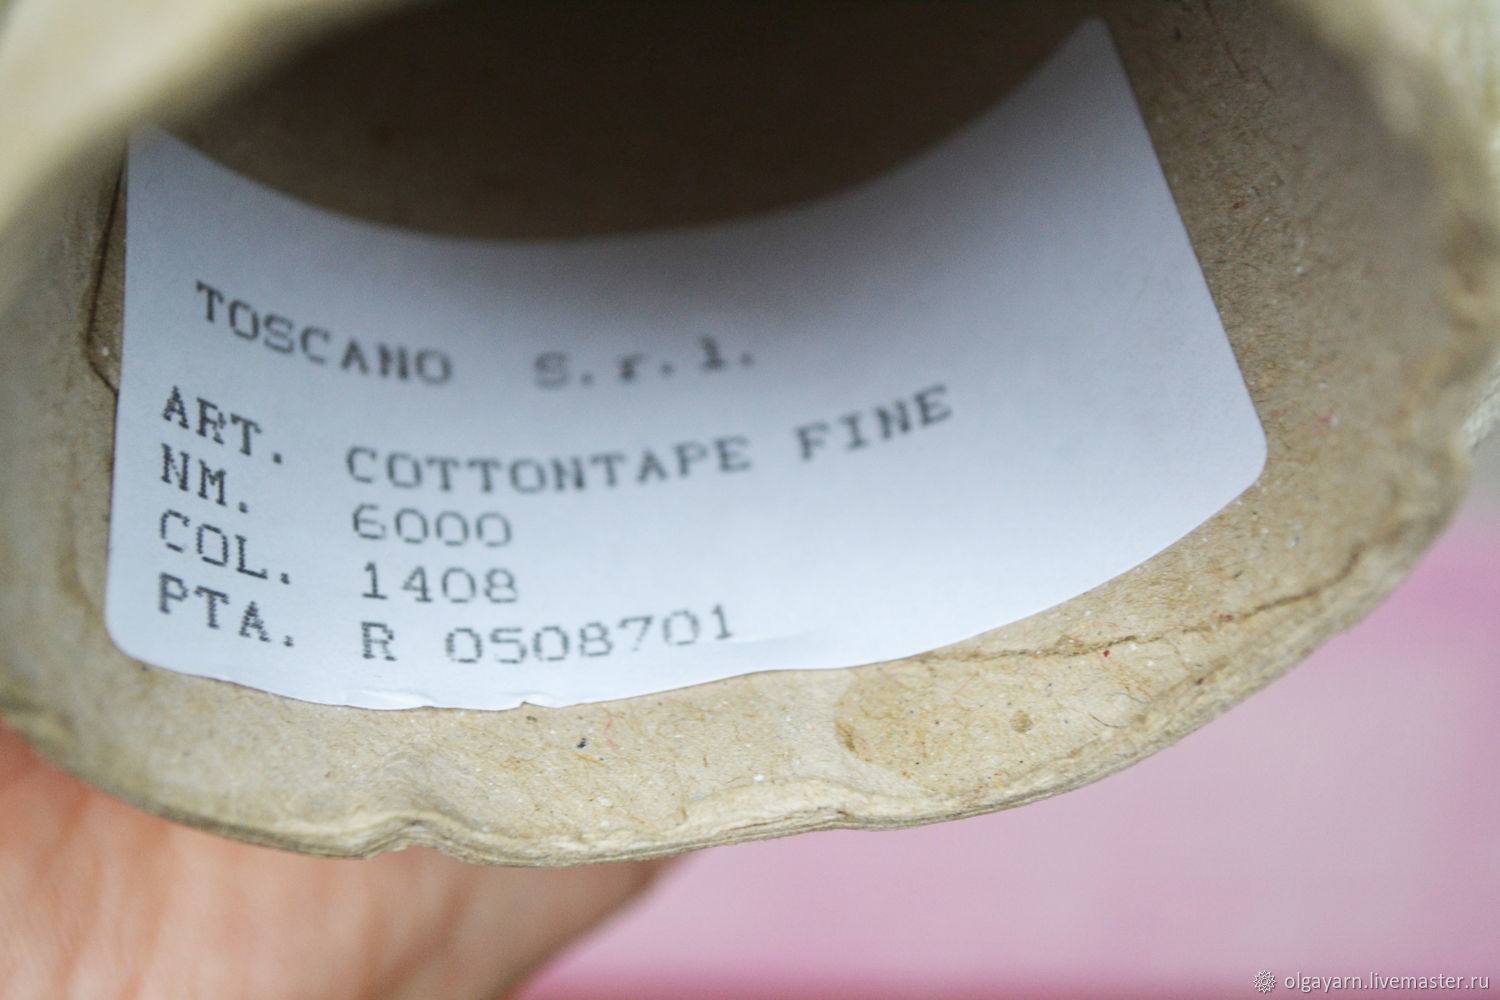 TOSCANO S.r.l.
ART. COTTONTAPE FINE
NM. 6000
COL. 1408
PTA. R 0508701
olgayarn.livemaster.ru